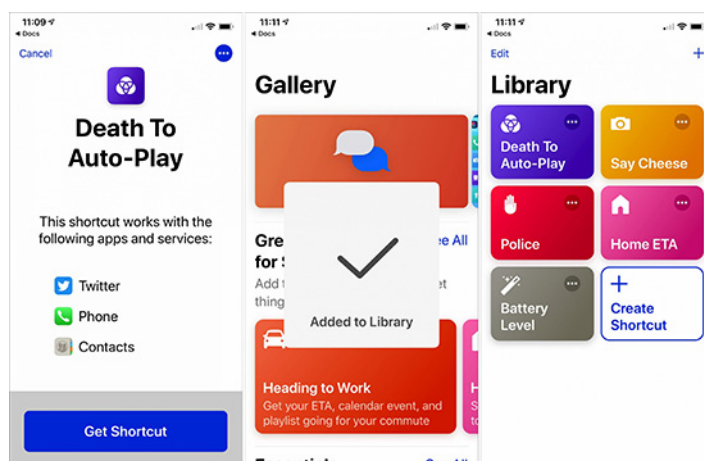 11:09
Docs
Cancel
Death To
Auto-Play
This shortcut works with the
following apps and services:
Twitter
Phone
Contacts
Get Shortcut
11:11
Docs
Gallery
Gre
ee All
for
Add
et
thing
Added to Library
Heading to Work
Get your ETA, calendar event, and
playlist going for your commute
11:11
Docs
Edit
Library
Death To
Auto-Play
Say Cheese
Police
Home ETA
Battery
Level
Create
Shortcut